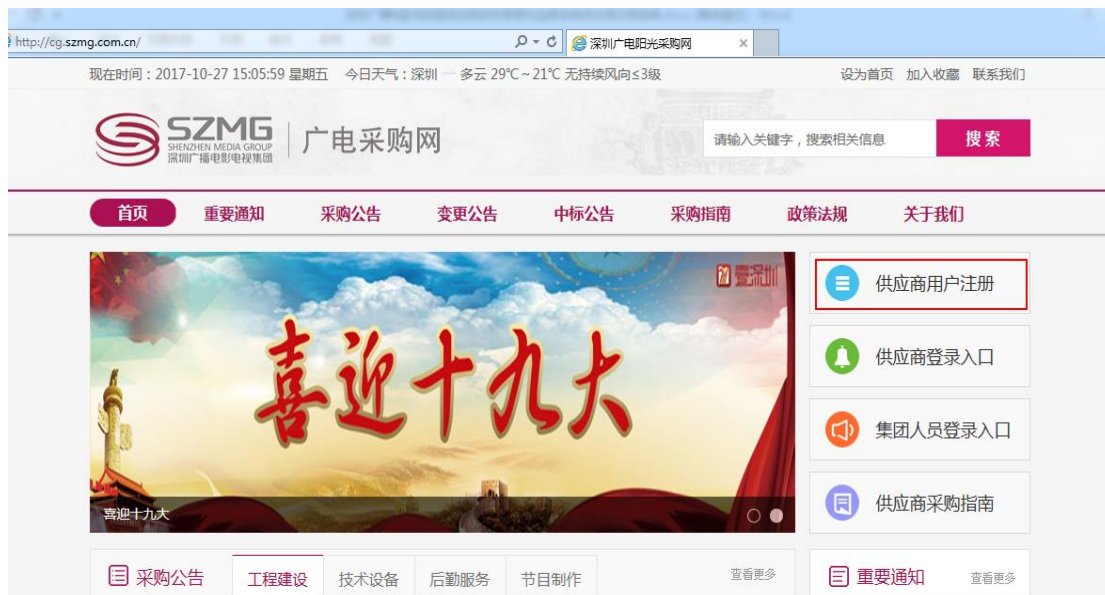 http://cg.szmg.com.cn/ 深圳广电阳光采购网 ×
现在时间：2017-10-27 15:05:59 星期五 今日天气：深圳 多云 29℃～21℃ 无持续风向≤3级 设为首页 加入收藏 联系我们
SZMG
SHENZHEN MEDIA GROUP
深圳广播电影电视集团
广电采购网
请输入关键字，搜索相关信息 搜 索
首页 重要通知 采购公告 变更公告 中标公告 采购指南 政策法规 关于我们
壹深圳
喜迎十九大
喜迎十九大
供应商用户注册
供应商登录入口
集团人员登录入口
供应商采购指南
采购公告 工程建设 技术设备 后勤服务 节目制作 查看更多
重要通知 查看更多